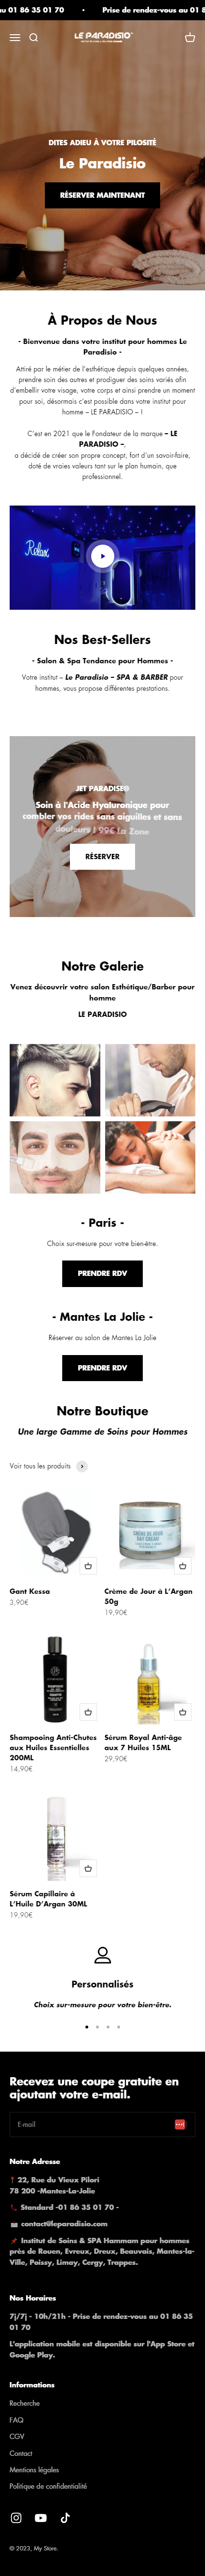 au 01 86 35 01 70 • Prise de rendez-vous au 01 8
LE PARADISIO
DITES ADIEU À VOTRE PILOSITÉ
Le Paradisio
RÉSERVER MAINTENANT
À Propos de Nous
- Bienvenue dans votre institut pour hommes Le
Paradisio -
Attiré par le métier de l'esthétique depuis quelques années,
prendre soin des autres et prodiguer des soins variés afin
d'embellir votre visage, votre corps et ainsi prendre un moment
pour soi, désormais c'est possible dans votre institut pour
homme – LE PARADISIO – !
C'est en 2021 que le Fondateur de la marque – LE
PARADISIO –,
a décidé de créer son propre concept, fort d'un savoir-faire,
doté de vraies valeurs tant sur le plan humain, que
professionnel.
Relax
Nos Best-Sellers
- Salon & Spa Tendance pour Hommes -
Votre institut – Le Paradisio – SPA & BARBER pour
hommes, vous propose différentes prestations.
JET PARADISE®
Soin à l'Acide Hyaluronique pour
combler vos rides sans aiguilles et sans
douleurs ! 99€ La Zone
RÉSERVER
Notre Galerie
Venez découvrir votre salon Esthétique/Barber pour
homme
LE PARADISIO
- Paris -
Choix sur-mesure pour votre bien-être.
PRENDRE RDV
- Mantes La Jolie -
Réserver au salon de Mantes La Jolie
PRENDRE RDV
Notre Boutique
Une large Gamme de Soins pour Hommes
Voir tous les produits
Gant Kessa
3,90€
CRÈME DE JOUR
DAY CREAM
Crème de Jour à L'Argan
50g
19,90€
Shampooing Anti-Chutes
aux Huiles Essentielles
200ML
14,90€
Sérum Royal Anti-âge
aux 7 Huiles 15ML
29,90€
Sérum Capillaire à
L'Huile D'Argan 30ML
19,90€
Personnalisés
Choix sur-mesure pour votre bien-être.
Recevez une coupe gratuite en
ajoutant votre e-mail.
E-mail
Notre Adresse
📍 22, Rue du Vieux Pilori
78 200 -Mantes-La-Jolie
📞 Standard -01 86 35 01 70 -
📧 contact@leparadisio.com
📌 Institut de Soins & SPA Hammam pour hommes
près de Rouen, Evreux, Dreux, Beauvais, Mantes-la-
Ville, Poissy, Limay, Cergy, Trappes.
Nos Horaires
7j/7j - 10h/21h - Prise de rendez-vous au 01 86 35
01 70
L'application mobile est disponible sur l'App Store et
Google Play.
Informations
Recherche
FAQ
CGV
Contact
Mentions légales
Politique de confidentialité
© 2023, My Store.